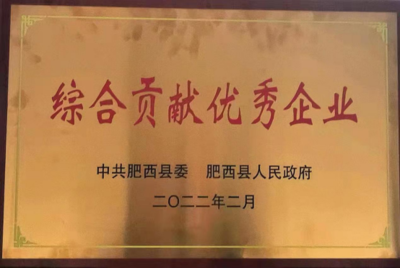 综合贡献优秀企业
中共肥西县委 肥西县人民政府
二〇二二年二月